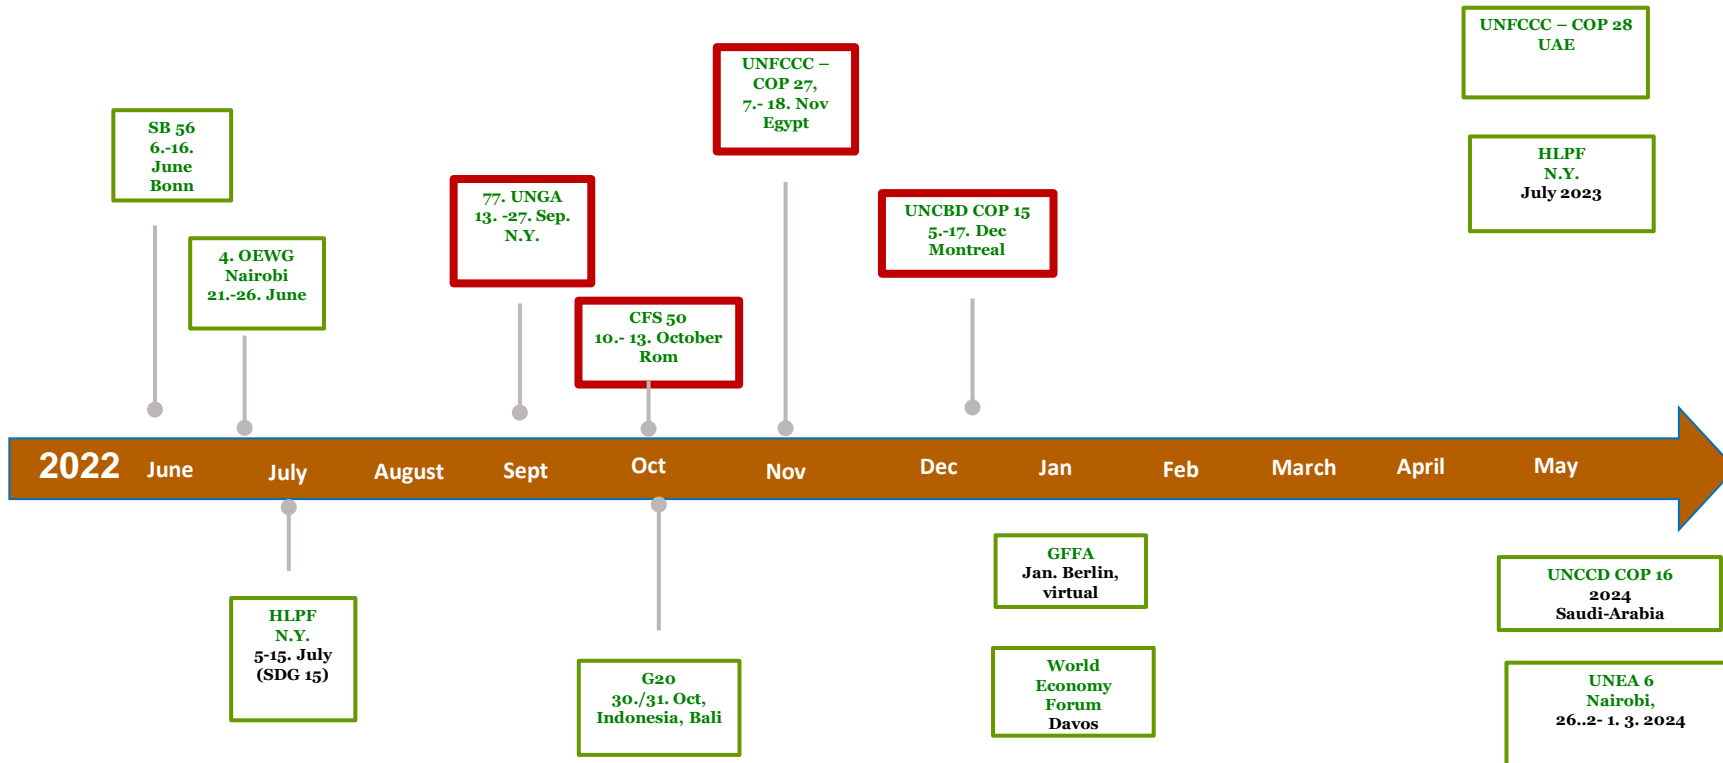 UNFCCC – COP 28
UAE
UNFCCC –
COP 27,
7.- 18. Nov
Egypt
SB 56
6.-16.
June
Bonn
HLPF
N.Y.
July 2023
77. UNGA
13. -27. Sep.
N.Y.
UNCBD COP 15
5.-17. Dec
Montreal
4. OEWG
Nairobi
21.-26. June
CFS 50
10.- 13. October
Rom
2022 June July August Sept Oct Nov Dec Jan Feb March April May
GFFA
Jan. Berlin,
virtual
UNCCD COP 16
2024
Saudi-Arabia
HLPF
N.Y.
5-15. July
(SDG 15)
World
Economy
Forum
Davos
G20
30./31. Oct,
Indonesia, Bali
UNEA 6
Nairobi,
26..2- 1. 3. 2024